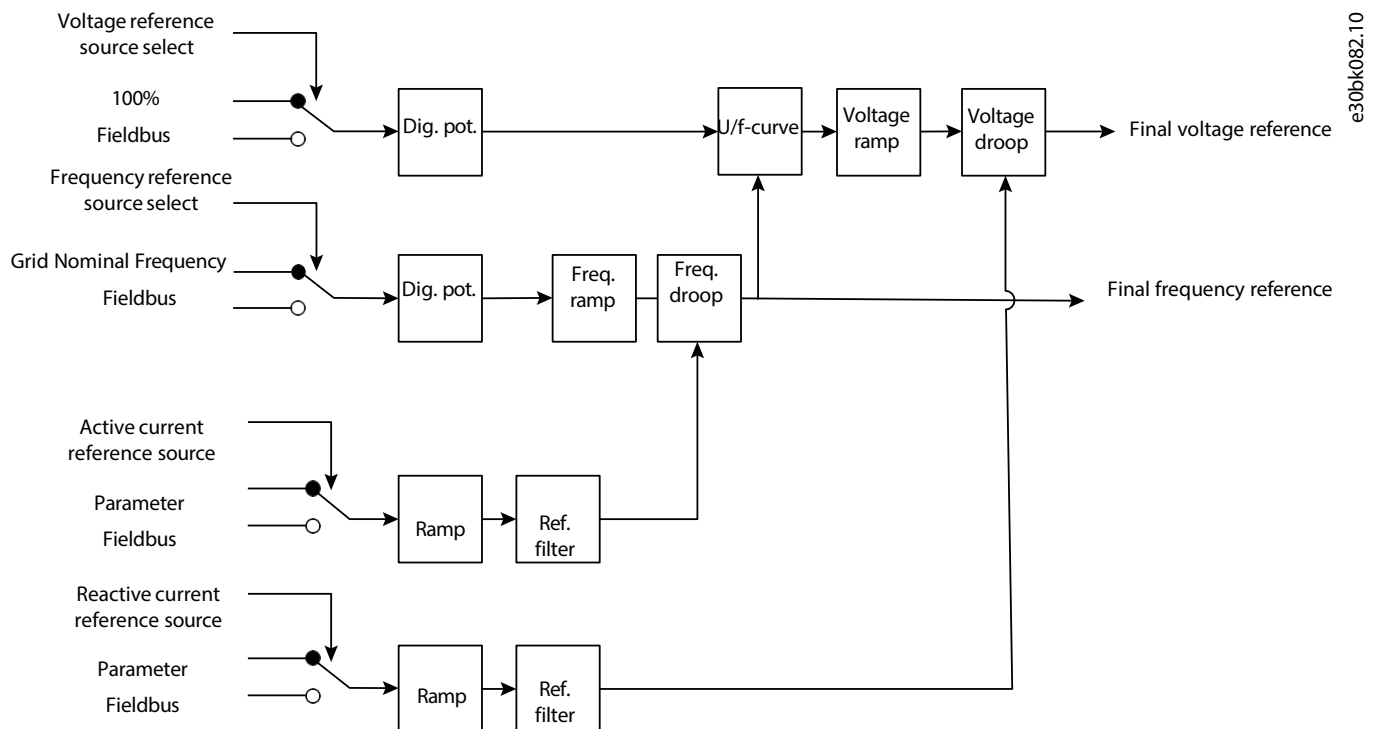 Voltage reference
source select
100%
Fieldbus
Dig. pot.
U/f-curve
Voltage
ramp
Voltage
droop
Final voltage reference
e30bk082.10
Frequency reference
source select
Grid Nominal Frequency
Fieldbus
Dig. pot.
Freq.
ramp
Freq.
droop
Final frequency reference
Active current
reference source
Parameter
Fieldbus
Ramp
Ref.
filter
Reactive current
reference source
Parameter
Fieldbus
Ramp
Ref.
filter